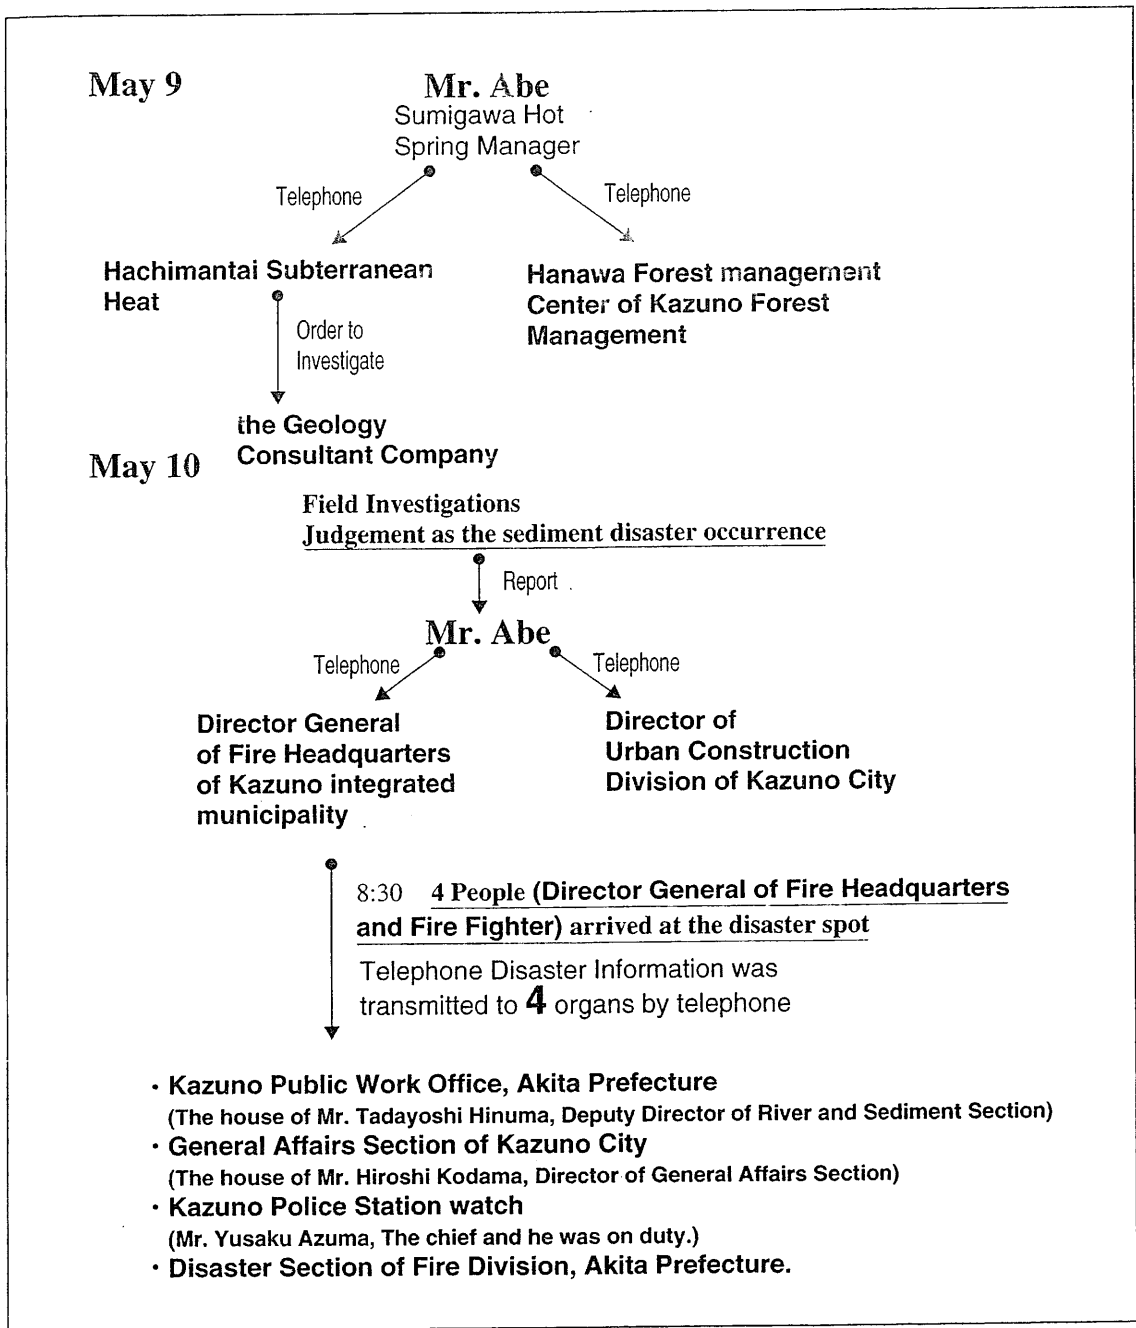 May 9
Mr. Abe
Sumigawa Hot
Spring Manager
Telephone
Telephone
Hachimantai Subterranean
Heat
Hanawa Forest management
Center of Kazuno Forest
Management
Order to
Investigate
the Geology
Consultant Company
May 10
Field Investigations
Judgement as the sediment disaster occurrence
Report
Mr. Abe
Telephone
Telephone
Director General
of Fire Headquarters
of Kazuno integrated
municipality
Director of
Urban Construction
Division of Kazuno City
8:30 4 People (Director General of Fire Headquarters
and Fire Fighter) arrived at the disaster spot
Telephone Disaster Information was
transmitted to 4 organs by telephone
・Kazuno Public Work Office, Akita Prefecture
(The house of Mr. Tadayoshi Hinuma, Deputy Director of River and Sediment Section)
・General Affairs Section of Kazuno City
(The house of Mr. Hiroshi Kodama, Director of General Affairs Section)
・Kazuno Police Station watch
(Mr. Yusaku Azuma, The chief and he was on duty.)
・Disaster Section of Fire Division, Akita Prefecture.